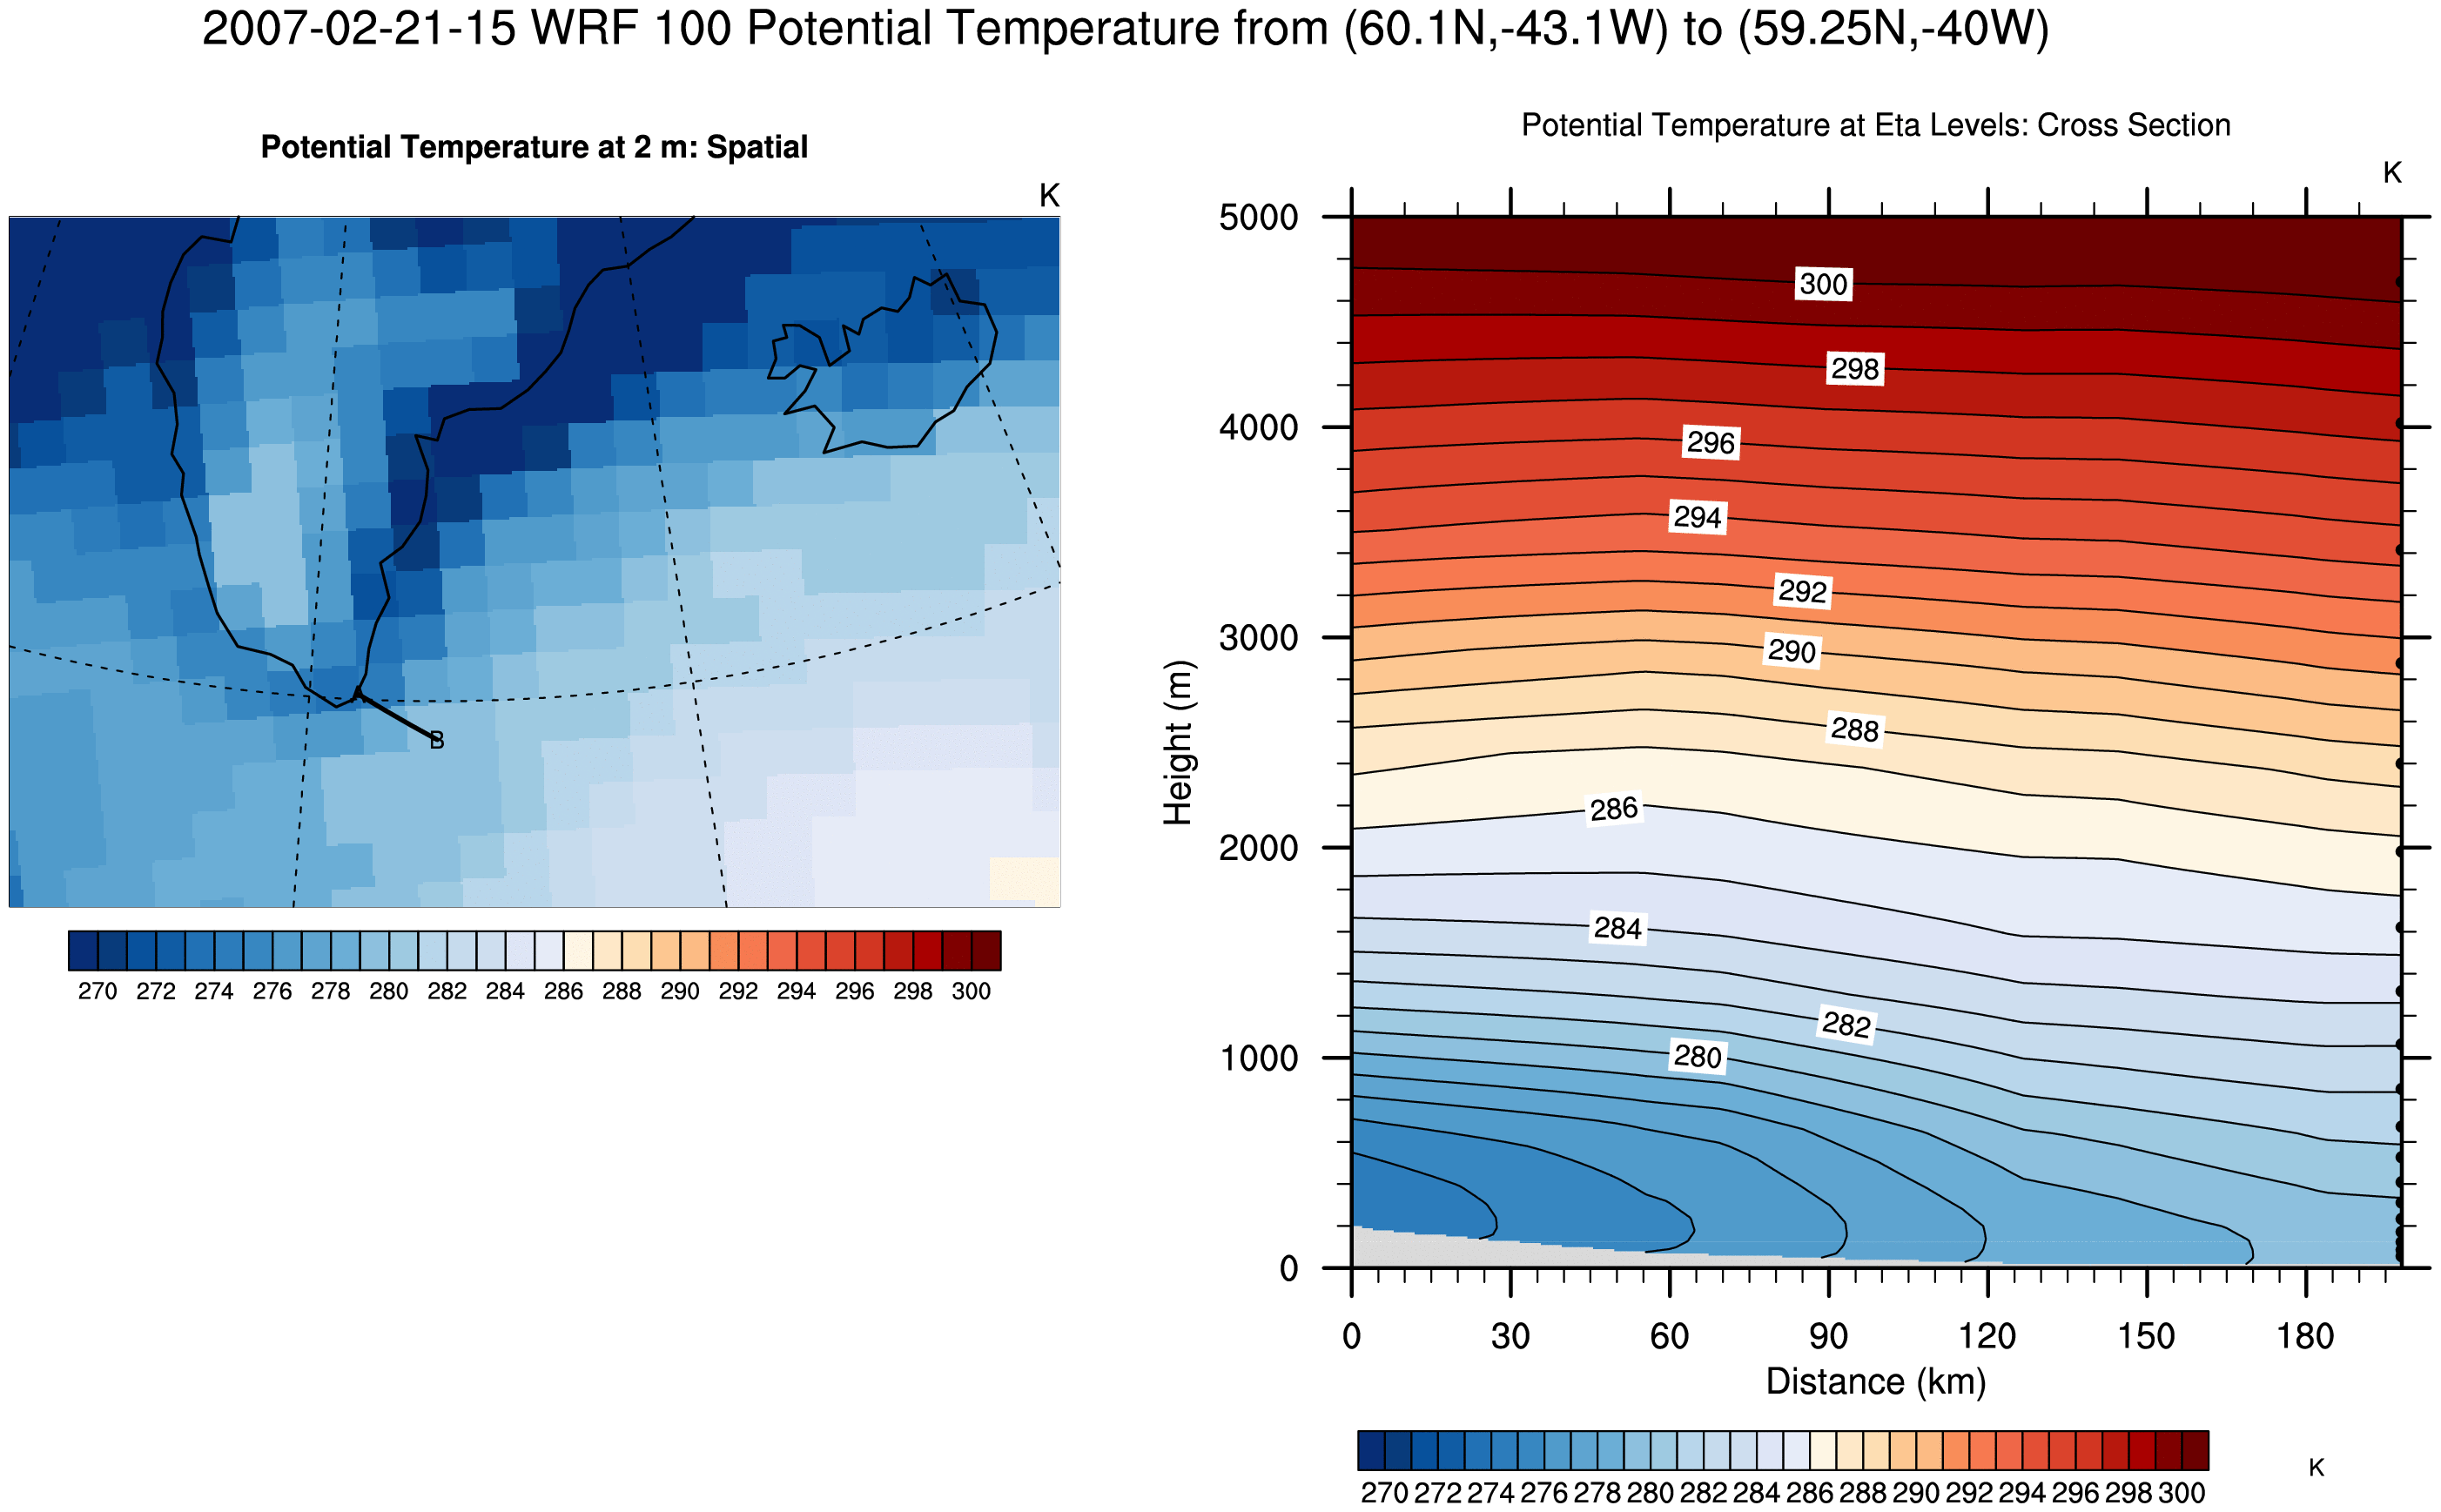 2007-02-21-15 WRF 100 Potential Temperature from (60.1N,-43.1W) to (59.25N,-40W)
Potential Temperature at 2 m: Spatial
K
A
B
270 272 274 276 278 280 282 284 286 288 290 292 294 296 298 300
Potential Temperature at Eta Levels: Cross Section
K
5000
4000
3000
2000
1000
0
Height (m)
300
298
296
294
292
290
288
286
284
282
280
0 30 60 90 120 150 180
Distance (km)
270 272 274 276 278 280 282 284 286 288 290 292 294 296 298 300
K